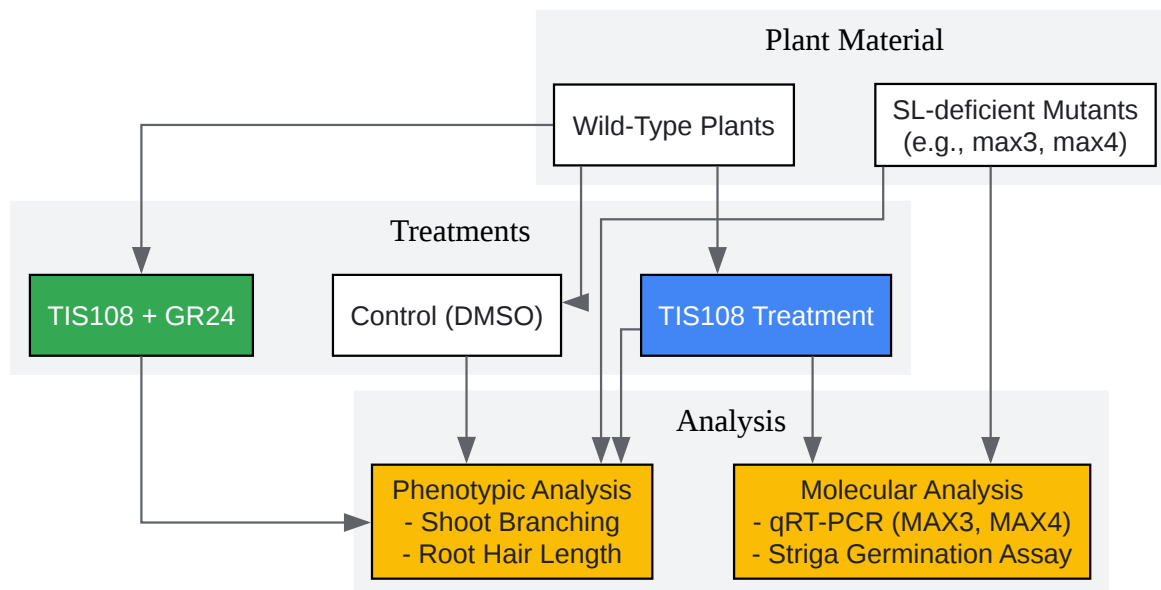 Plant Material
Wild-Type Plants
SL-deficient Mutants
(e.g., max3, max4)
Treatments
TIS108 + GR24
Control (DMSO)
TIS108 Treatment
Analysis
Phenotypic Analysis
- Shoot Branching
- Root Hair Length
Molecular Analysis
- qRT-PCR (MAX3, MAX4)
- Striga Germination Assay